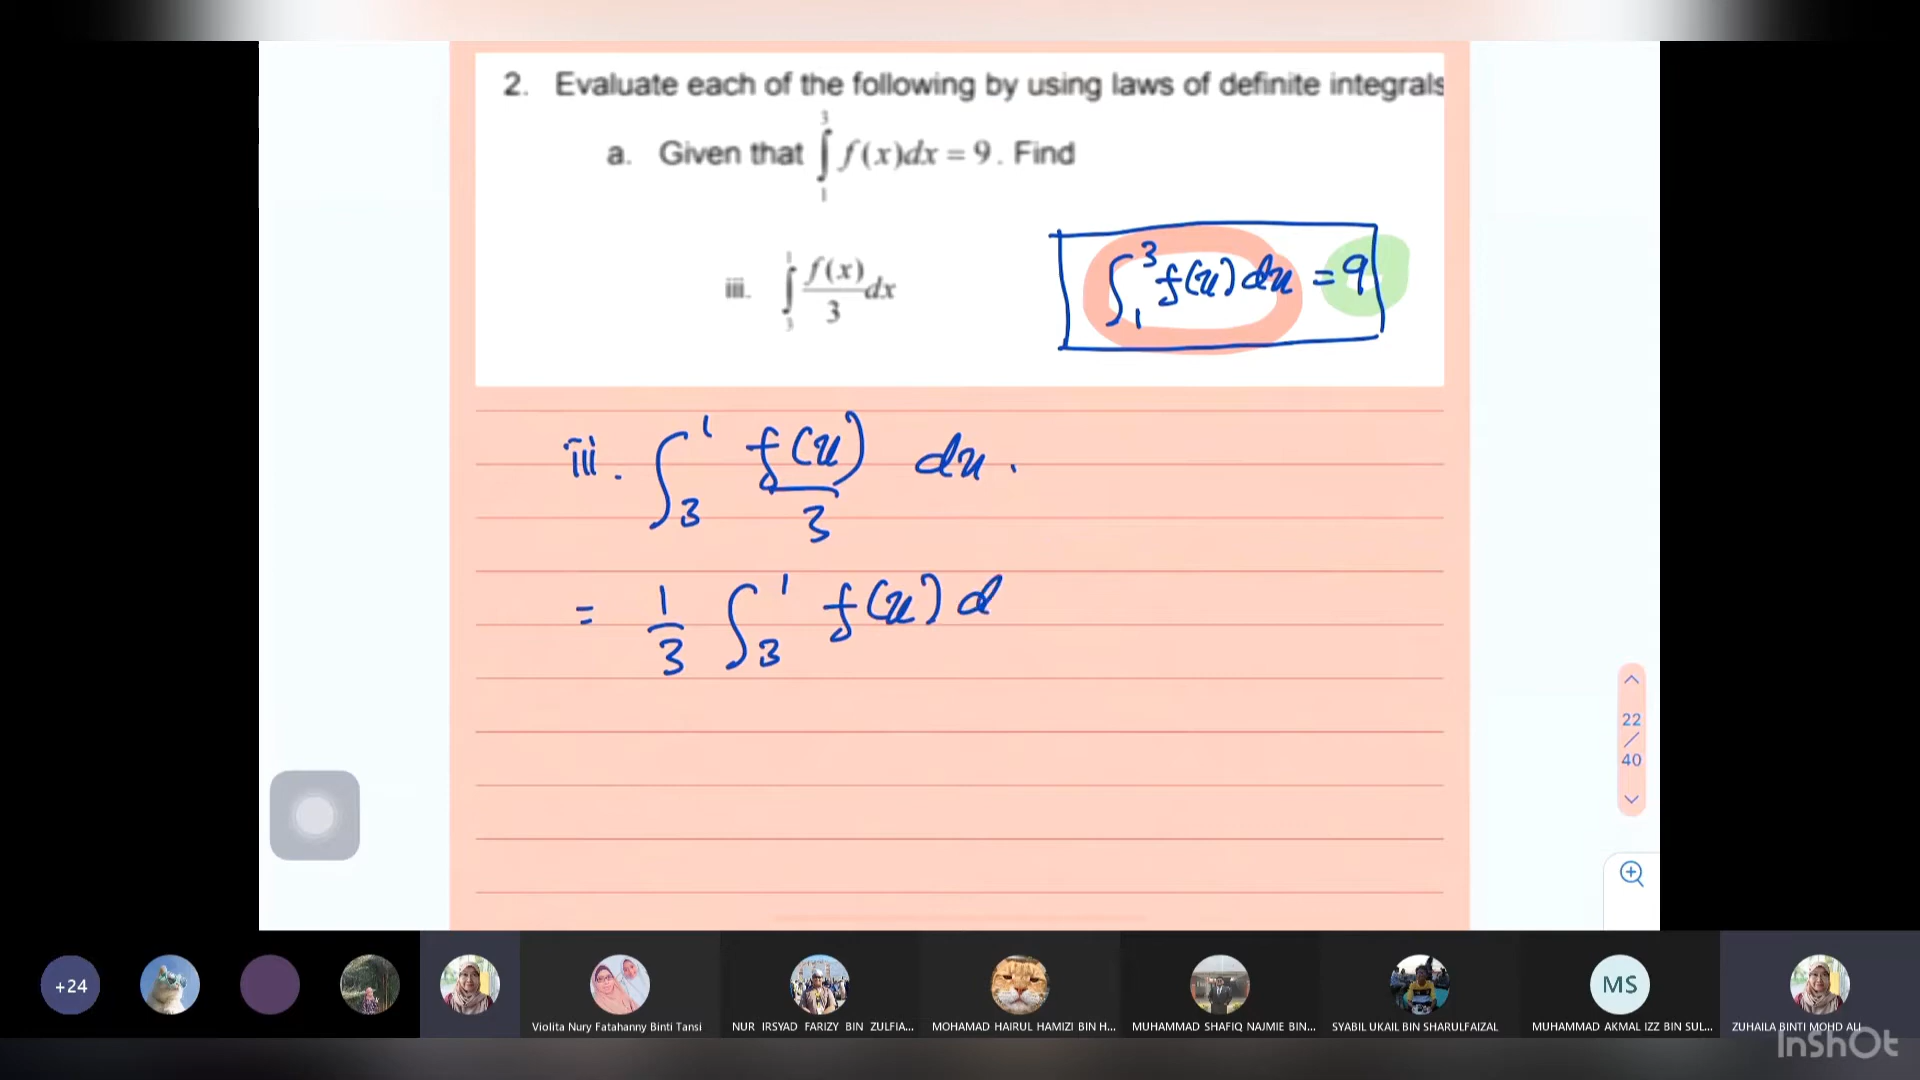 2. Evaluate each of the following by using laws of definite integrals
a. Given that ∫₁³ f(x)dx = 9. Find
iii. ∫₃¹ f(x)/3 dx
∫₁³ f(x) dx = 9
iii. ∫₃¹ f(x)/3 dx.
= 1/3 ∫₃¹ f(x) d
22
/
40
+24
MS
Violita Nury Fatahanny Binti Tansi
NUR IRSYAD FARIZY BIN ZULFIA...
MOHAMAD HAIRUL HAMIZI BIN H...
MUHAMMAD SHAFIQ NAJMIE BIN...
SYABIL UKAIL BIN SHARULFAIZAL
MUHAMMAD AKMAL IZZ BIN SUL...
ZUHAILA BINTI MOHD ALI
InShOt